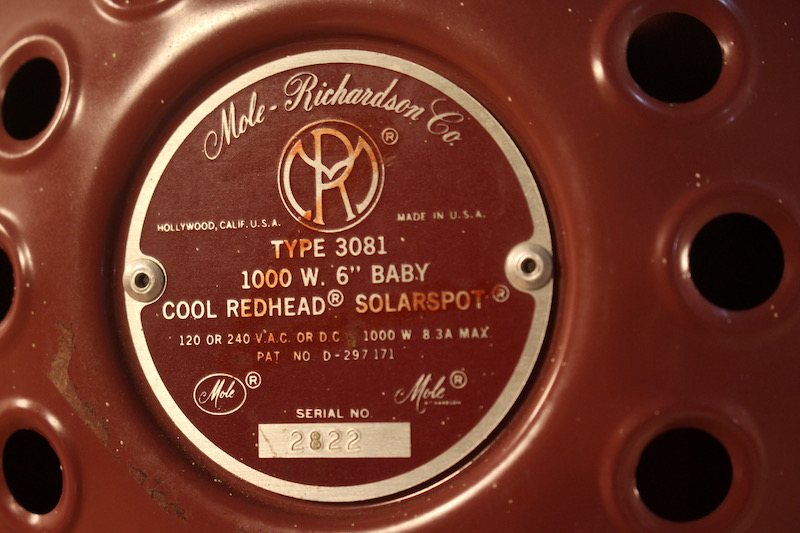 Mole-Richardson Co.
MR ®
HOLLYWOOD, CALIF. U.S.A. MADE IN U.S.A.
TYPE 3081
1000 W. 6" BABY
COOL REDHEAD® SOLARSPOT®
120 OR 240 V.A.C. OR D.C 1000 W 8.3A MAX
PAT NO D-297 171
Mole ® Mole ®
SERIAL NO.
2822